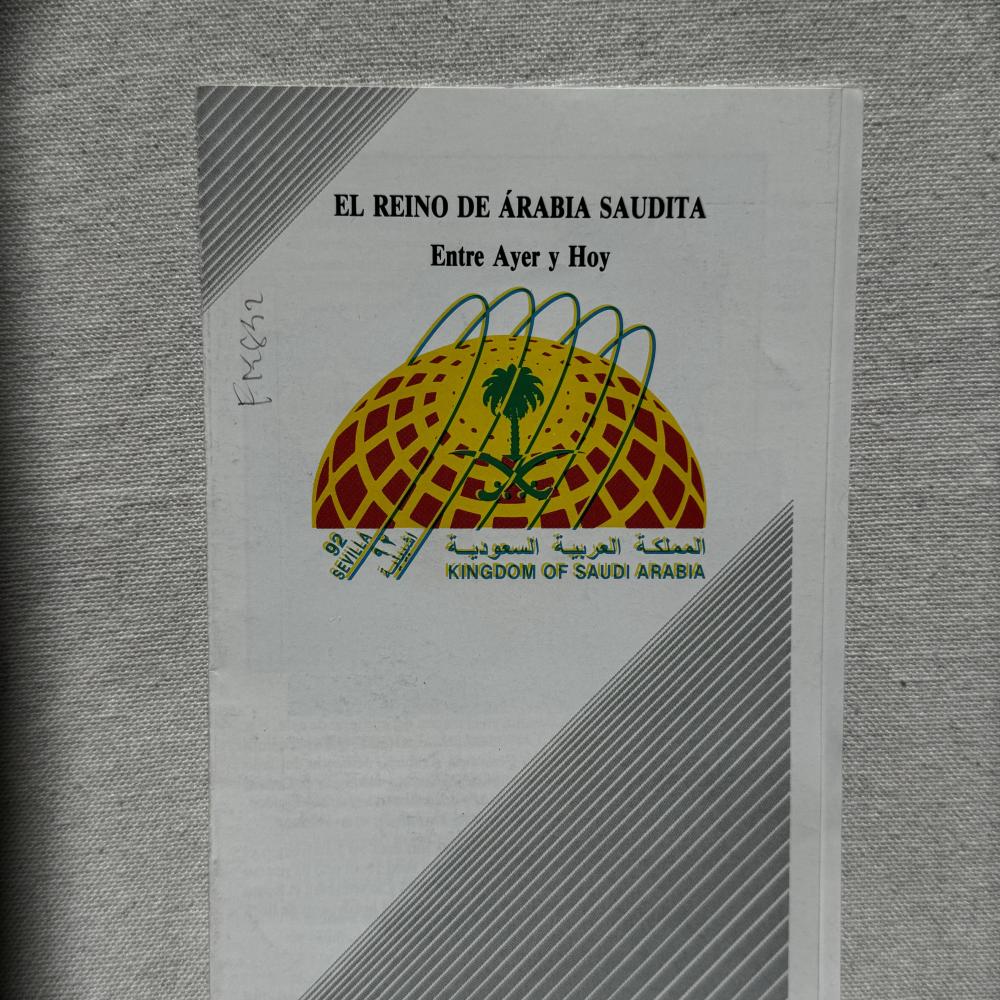 EL REINO DE ÁRABIA SAUDITA
Entre Ayer y Hoy
92
SEVILLA
٩٢
اشبيلية
المملكة العربية السعودية
KINGDOM OF SAUDI ARABIA